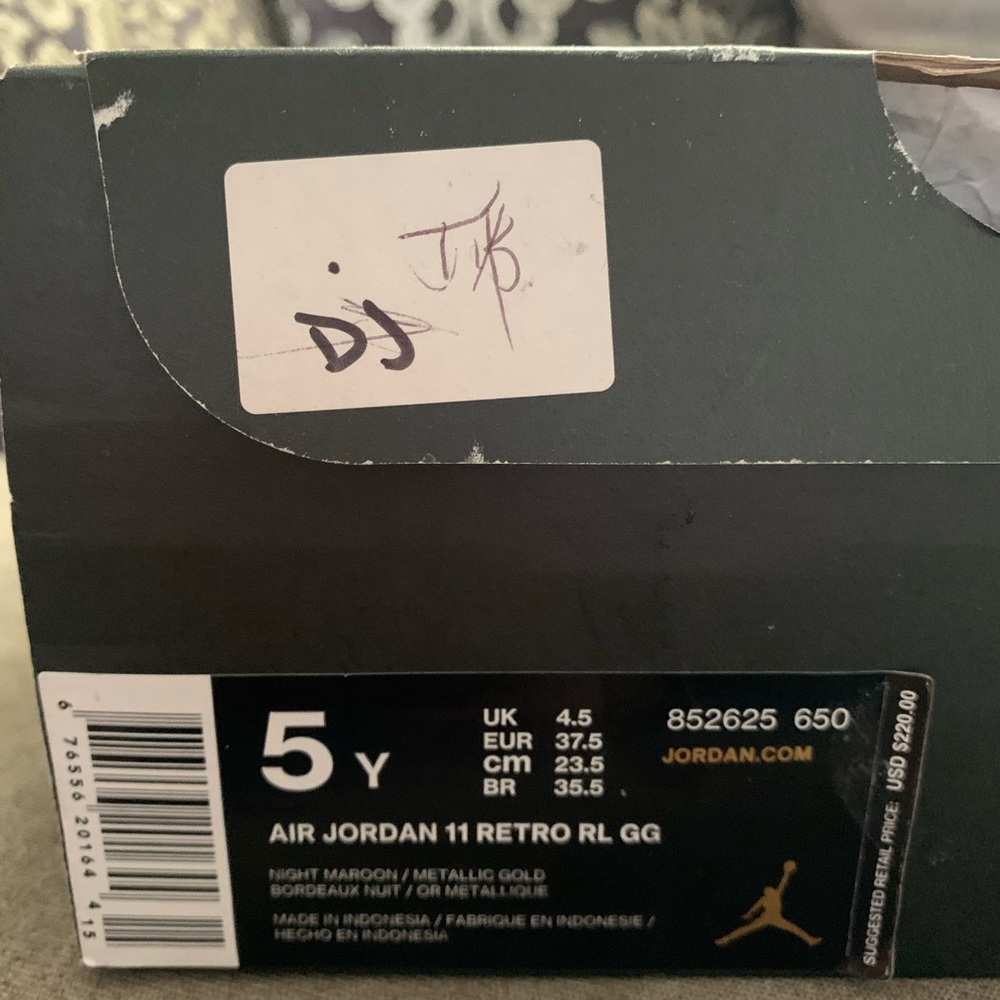 DJ
6 76556 20164 4 15
5 Y
UK 4.5
EUR 37.5
cm 23.5
BR 35.5
852625 650
JORDAN.COM
AIR JORDAN 11 RETRO RL GG
NIGHT MAROON / METALLIC GOLD
BORDEAUX NUIT / OR METALLIQUE
MADE IN INDONESIA / FABRIQUE EN INDONESIE /
HECHO EN INDONESIA
SUGGESTED RETAIL PRICE: USD $220.00